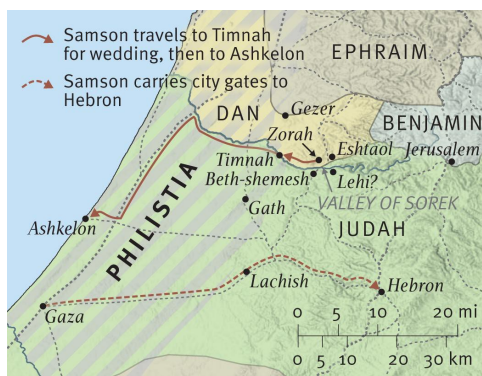 Samson travels to Timnah
for wedding, then to Ashkelon
Samson carries city gates to
Hebron
EPHRAIM
DAN
Gezer
BENJAMIN
Zorah
Eshtaol
Jerusalem
Timnah
Beth-shemesh
Lehi?
VALLEY OF SOREK
PHILISTIA
Gath
JUDAH
Ashkelon
Lachish
Hebron
Gaza
0 5 10 20 mi
0 5 10 20 30 km